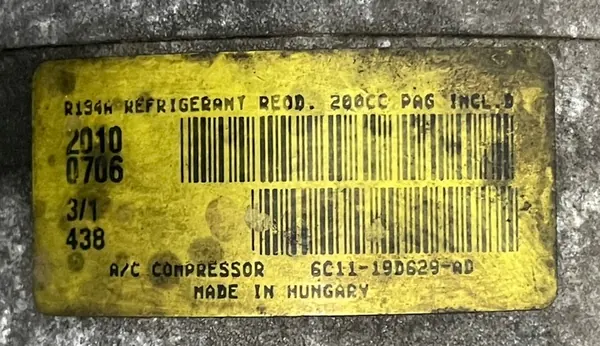 R134A REFRIGERANT REQD. 200CC PAG INCL.D
2010
0706
3/1
438
A/C COMPRESSOR 6C11-19D629-AD
MADE IN HUNGARY